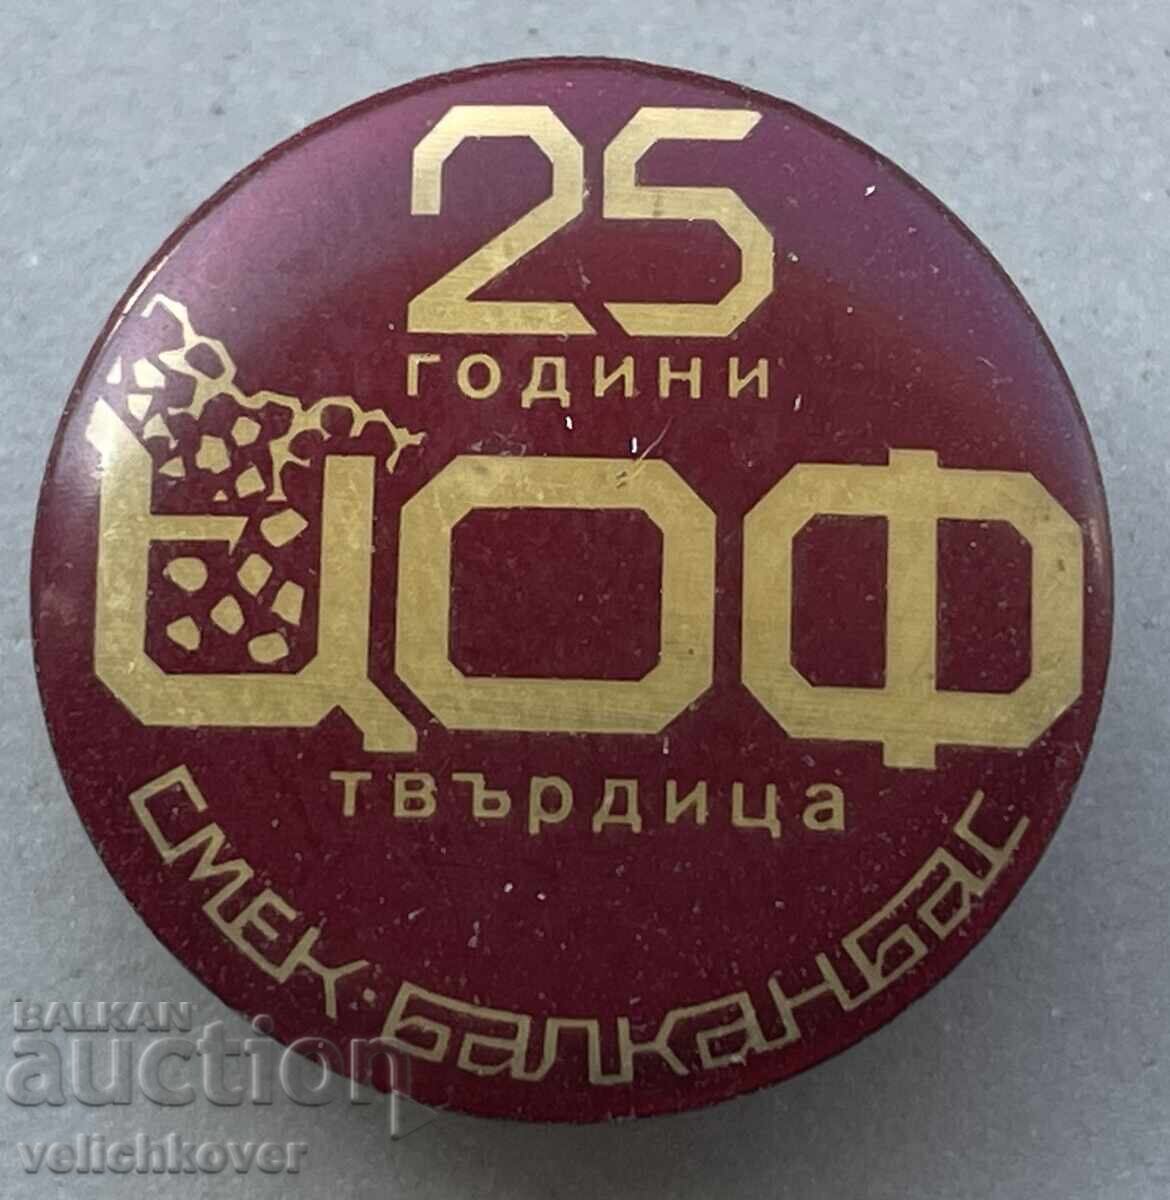 25
години
ЦОФ
твърдица
СМЕК·БАЛКАНБАС
BALKAN
auction
velichkover